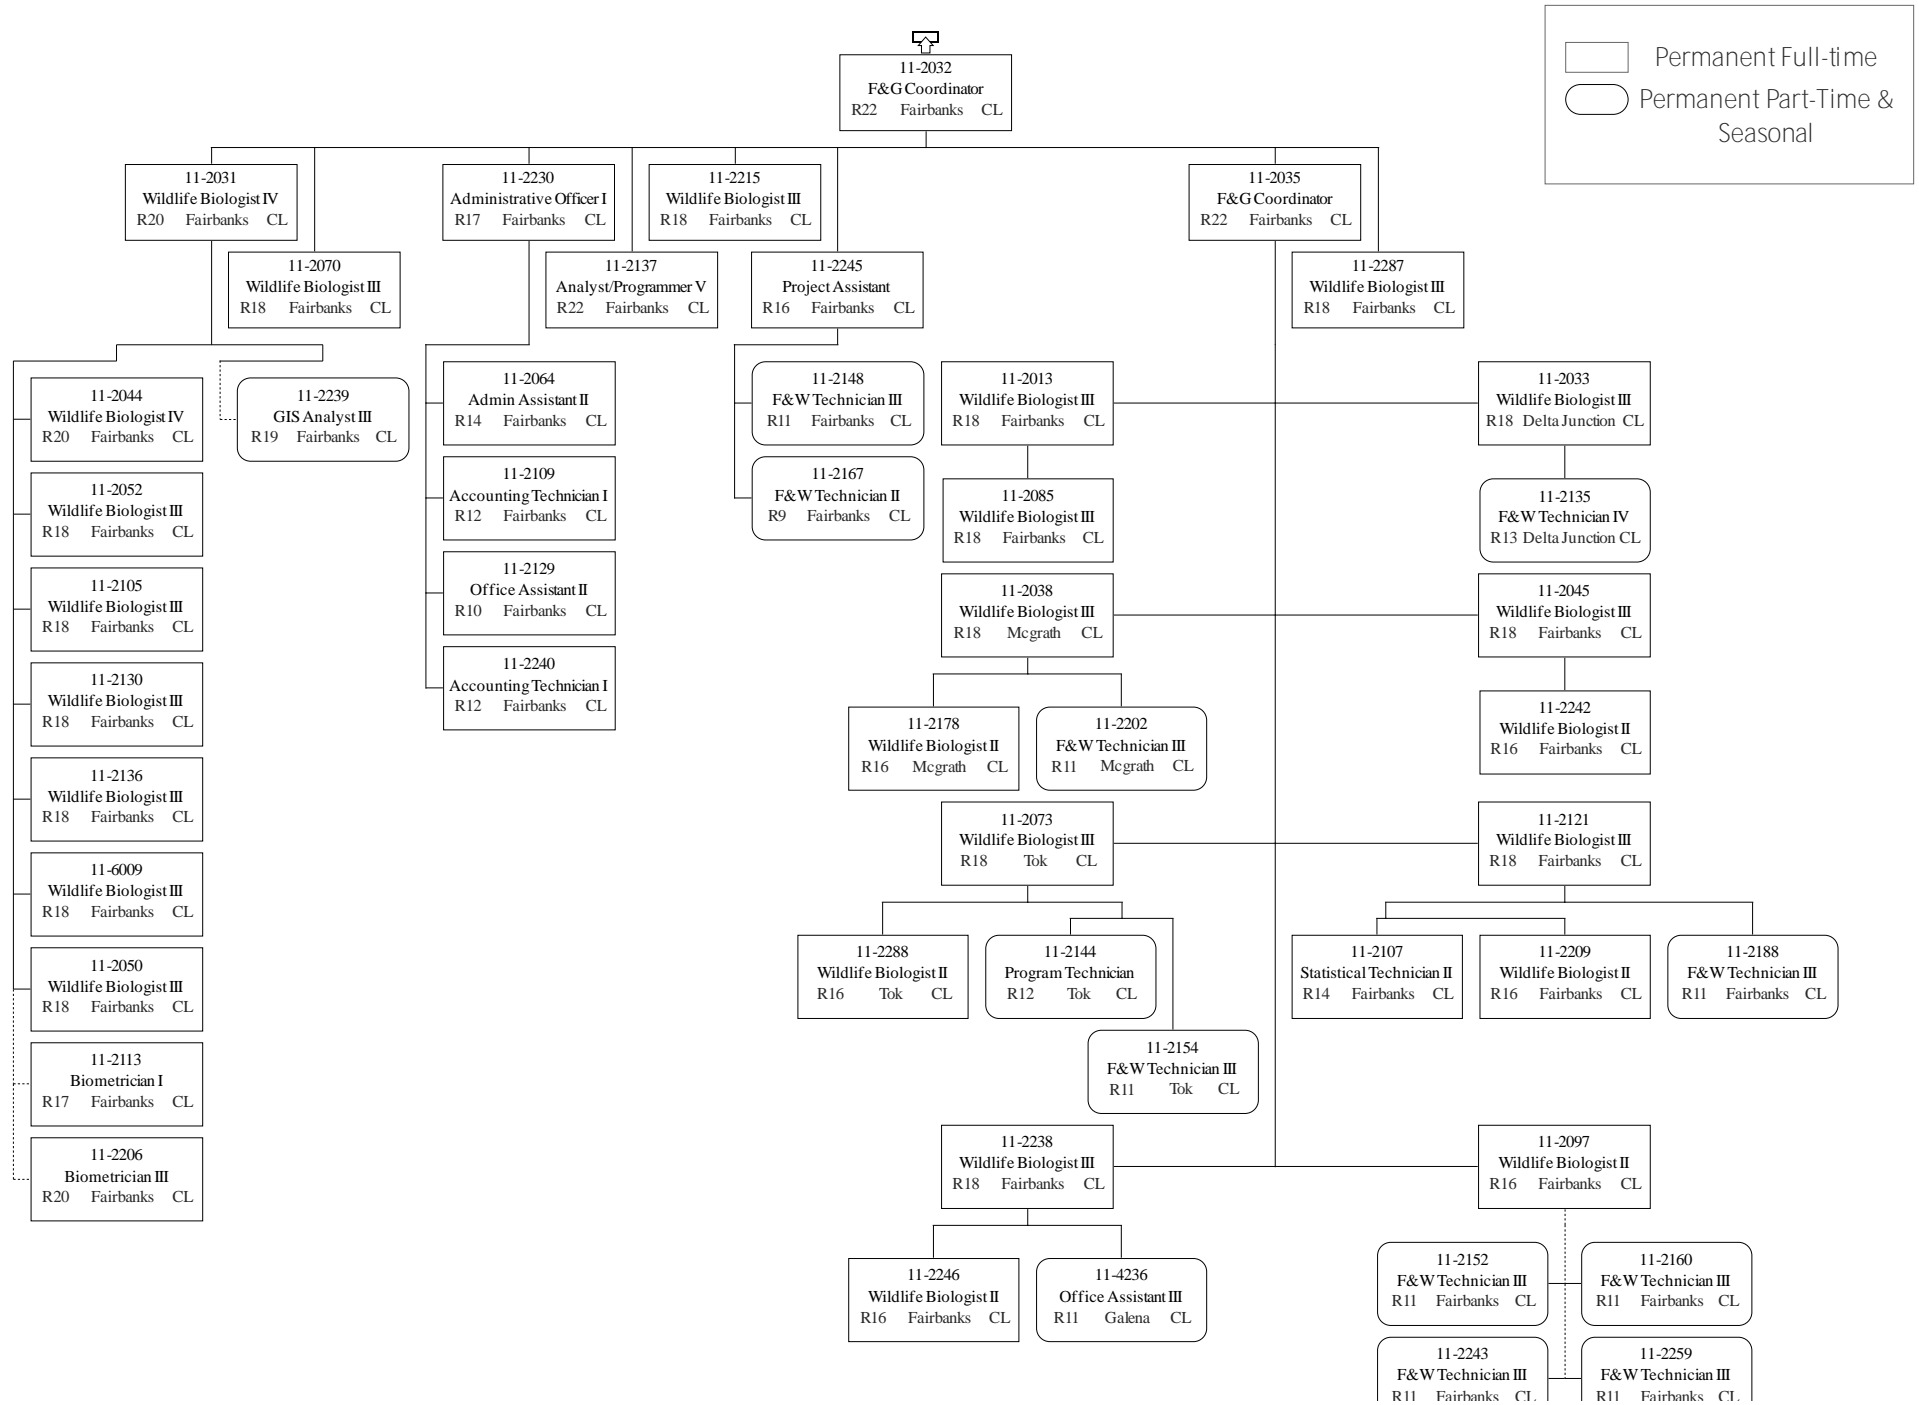 Permanent Full-time
Permanent Part-Time &
Seasonal
11-2032
F&G Coordinator
R22 Fairbanks CL
11-2031
Wildlife Biologist IV
R20 Fairbanks CL
11-2230
Administrative Officer I
R17 Fairbanks CL
11-2215
Wildlife Biologist III
R18 Fairbanks CL
11-2035
F&G Coordinator
R22 Fairbanks CL
11-2070
Wildlife Biologist III
R18 Fairbanks CL
11-2137
Analyst/Programmer V
R22 Fairbanks CL
11-2245
Project Assistant
R16 Fairbanks CL
11-2287
Wildlife Biologist III
R18 Fairbanks CL
11-2044
Wildlife Biologist IV
R20 Fairbanks CL
11-2239
GIS Analyst III
R19 Fairbanks CL
11-2052
Wildlife Biologist III
R18 Fairbanks CL
11-2105
Wildlife Biologist III
R18 Fairbanks CL
11-2130
Wildlife Biologist III
R18 Fairbanks CL
11-2136
Wildlife Biologist III
R18 Fairbanks CL
11-6009
Wildlife Biologist III
R18 Fairbanks CL
11-2050
Wildlife Biologist III
R18 Fairbanks CL
11-2113
Biometrician I
R17 Fairbanks CL
11-2206
Biometrician III
R20 Fairbanks CL
11-2064
Admin Assistant II
R14 Fairbanks CL
11-2109
Accounting Technician I
R12 Fairbanks CL
11-2129
Office Assistant II
R10 Fairbanks CL
11-2240
Accounting Technician I
R12 Fairbanks CL
11-2148
F&W Technician III
R11 Fairbanks CL
11-2167
F&W Technician II
R9 Fairbanks CL
11-2013
Wildlife Biologist III
R18 Fairbanks CL
11-2033
Wildlife Biologist III
R18 Delta Junction CL
11-2085
Wildlife Biologist III
R18 Fairbanks CL
11-2135
F&W Technician IV
R13 Delta Junction CL
11-2038
Wildlife Biologist III
R18 Mcgrath CL
11-2045
Wildlife Biologist III
R18 Fairbanks CL
11-2178
Wildlife Biologist II
R16 Mcgrath CL
11-2202
F&W Technician III
R11 Mcgrath CL
11-2242
Wildlife Biologist II
R16 Fairbanks CL
11-2073
Wildlife Biologist III
R18 Tok CL
11-2121
Wildlife Biologist III
R18 Fairbanks CL
11-2288
Wildlife Biologist II
R16 Tok CL
11-2144
Program Technician
R12 Tok CL
11-2107
Statistical Technician II
R14 Fairbanks CL
11-2209
Wildlife Biologist II
R16 Fairbanks CL
11-2188
F&W Technician III
R11 Fairbanks CL
11-2154
F&W Technician III
R11 Tok CL
11-2238
Wildlife Biologist III
R18 Fairbanks CL
11-2097
Wildlife Biologist II
R16 Fairbanks CL
11-2246
Wildlife Biologist II
R16 Fairbanks CL
11-4236
Office Assistant III
R11 Galena CL
11-2152
F&W Technician III
R11 Fairbanks CL
11-2160
F&W Technician III
R11 Fairbanks CL
11-2243
F&W Technician III
R11 Fairbanks CL
11-2259
F&W Technician III
R11 Fairbanks CL